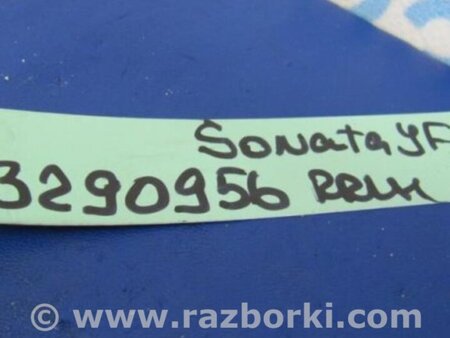 Sonata YF
3290956 RRLH
© www.razborki.com